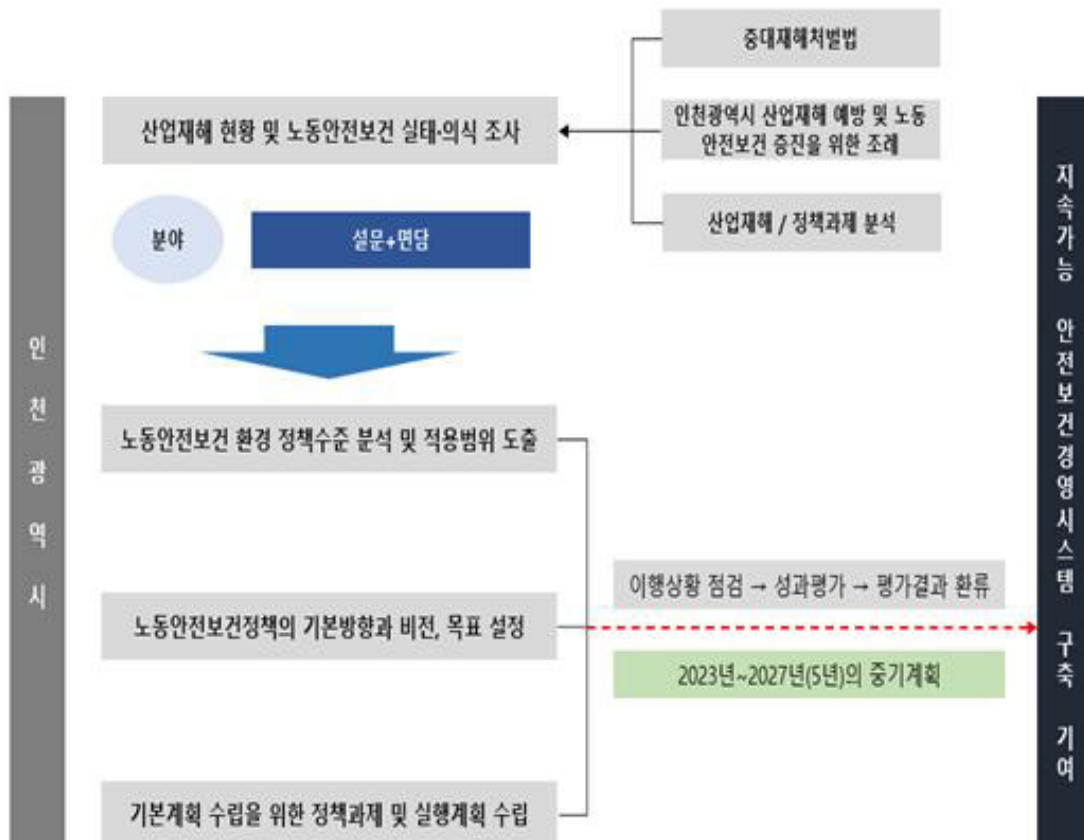 중대재해처벌법
산업재해 현황 및 노동안전보건 실태·의식 조사
인천광역시 산업재해 예방 및 노동
안전보건 증진을 위한 조례
산업재해 / 정책과제 분석
분야
설문+면담
인천광역시
노동안전보건 환경 정책수준 분석 및 적용범위 도출
노동안전보건정책의 기본방향과 비전, 목표 설정
기본계획 수립을 위한 정책과제 및 실행계획 수립
이행상황 점검 → 성과평가 → 평가결과 환류
2023년~2027년(5년)의 중기계획
지속가능 안전보건경영시스템 구축 기여